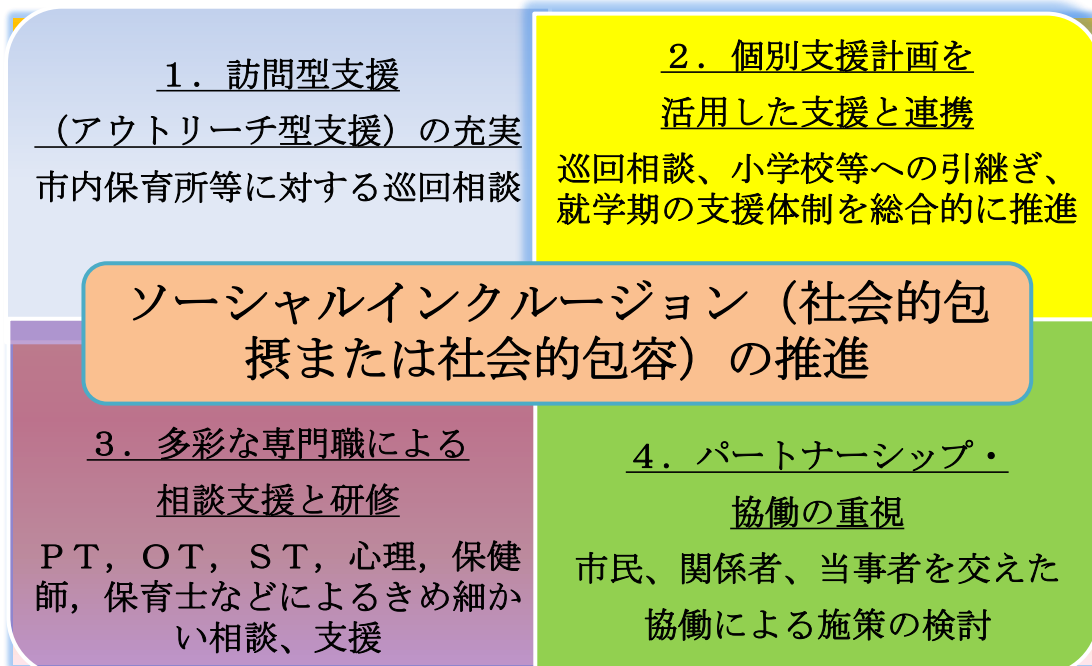 １．訪問型支援
（アウトリーチ型支援）の充実
市内保育所等に対する巡回相談
２．個別支援計画を
活用した支援と連携
巡回相談、小学校等への引継ぎ、
就学期の支援体制を総合的に推進
ソーシャルインクルージョン（社会的包
摂または社会的包容）の推進
３．多彩な専門職による
相談支援と研修
ＰＴ，ＯＴ，ＳＴ，心理，保健
師，保育士などによるきめ細か
い相談、支援
４．パートナーシップ・
協働の重視
市民、関係者、当事者を交えた
協働による施策の検討